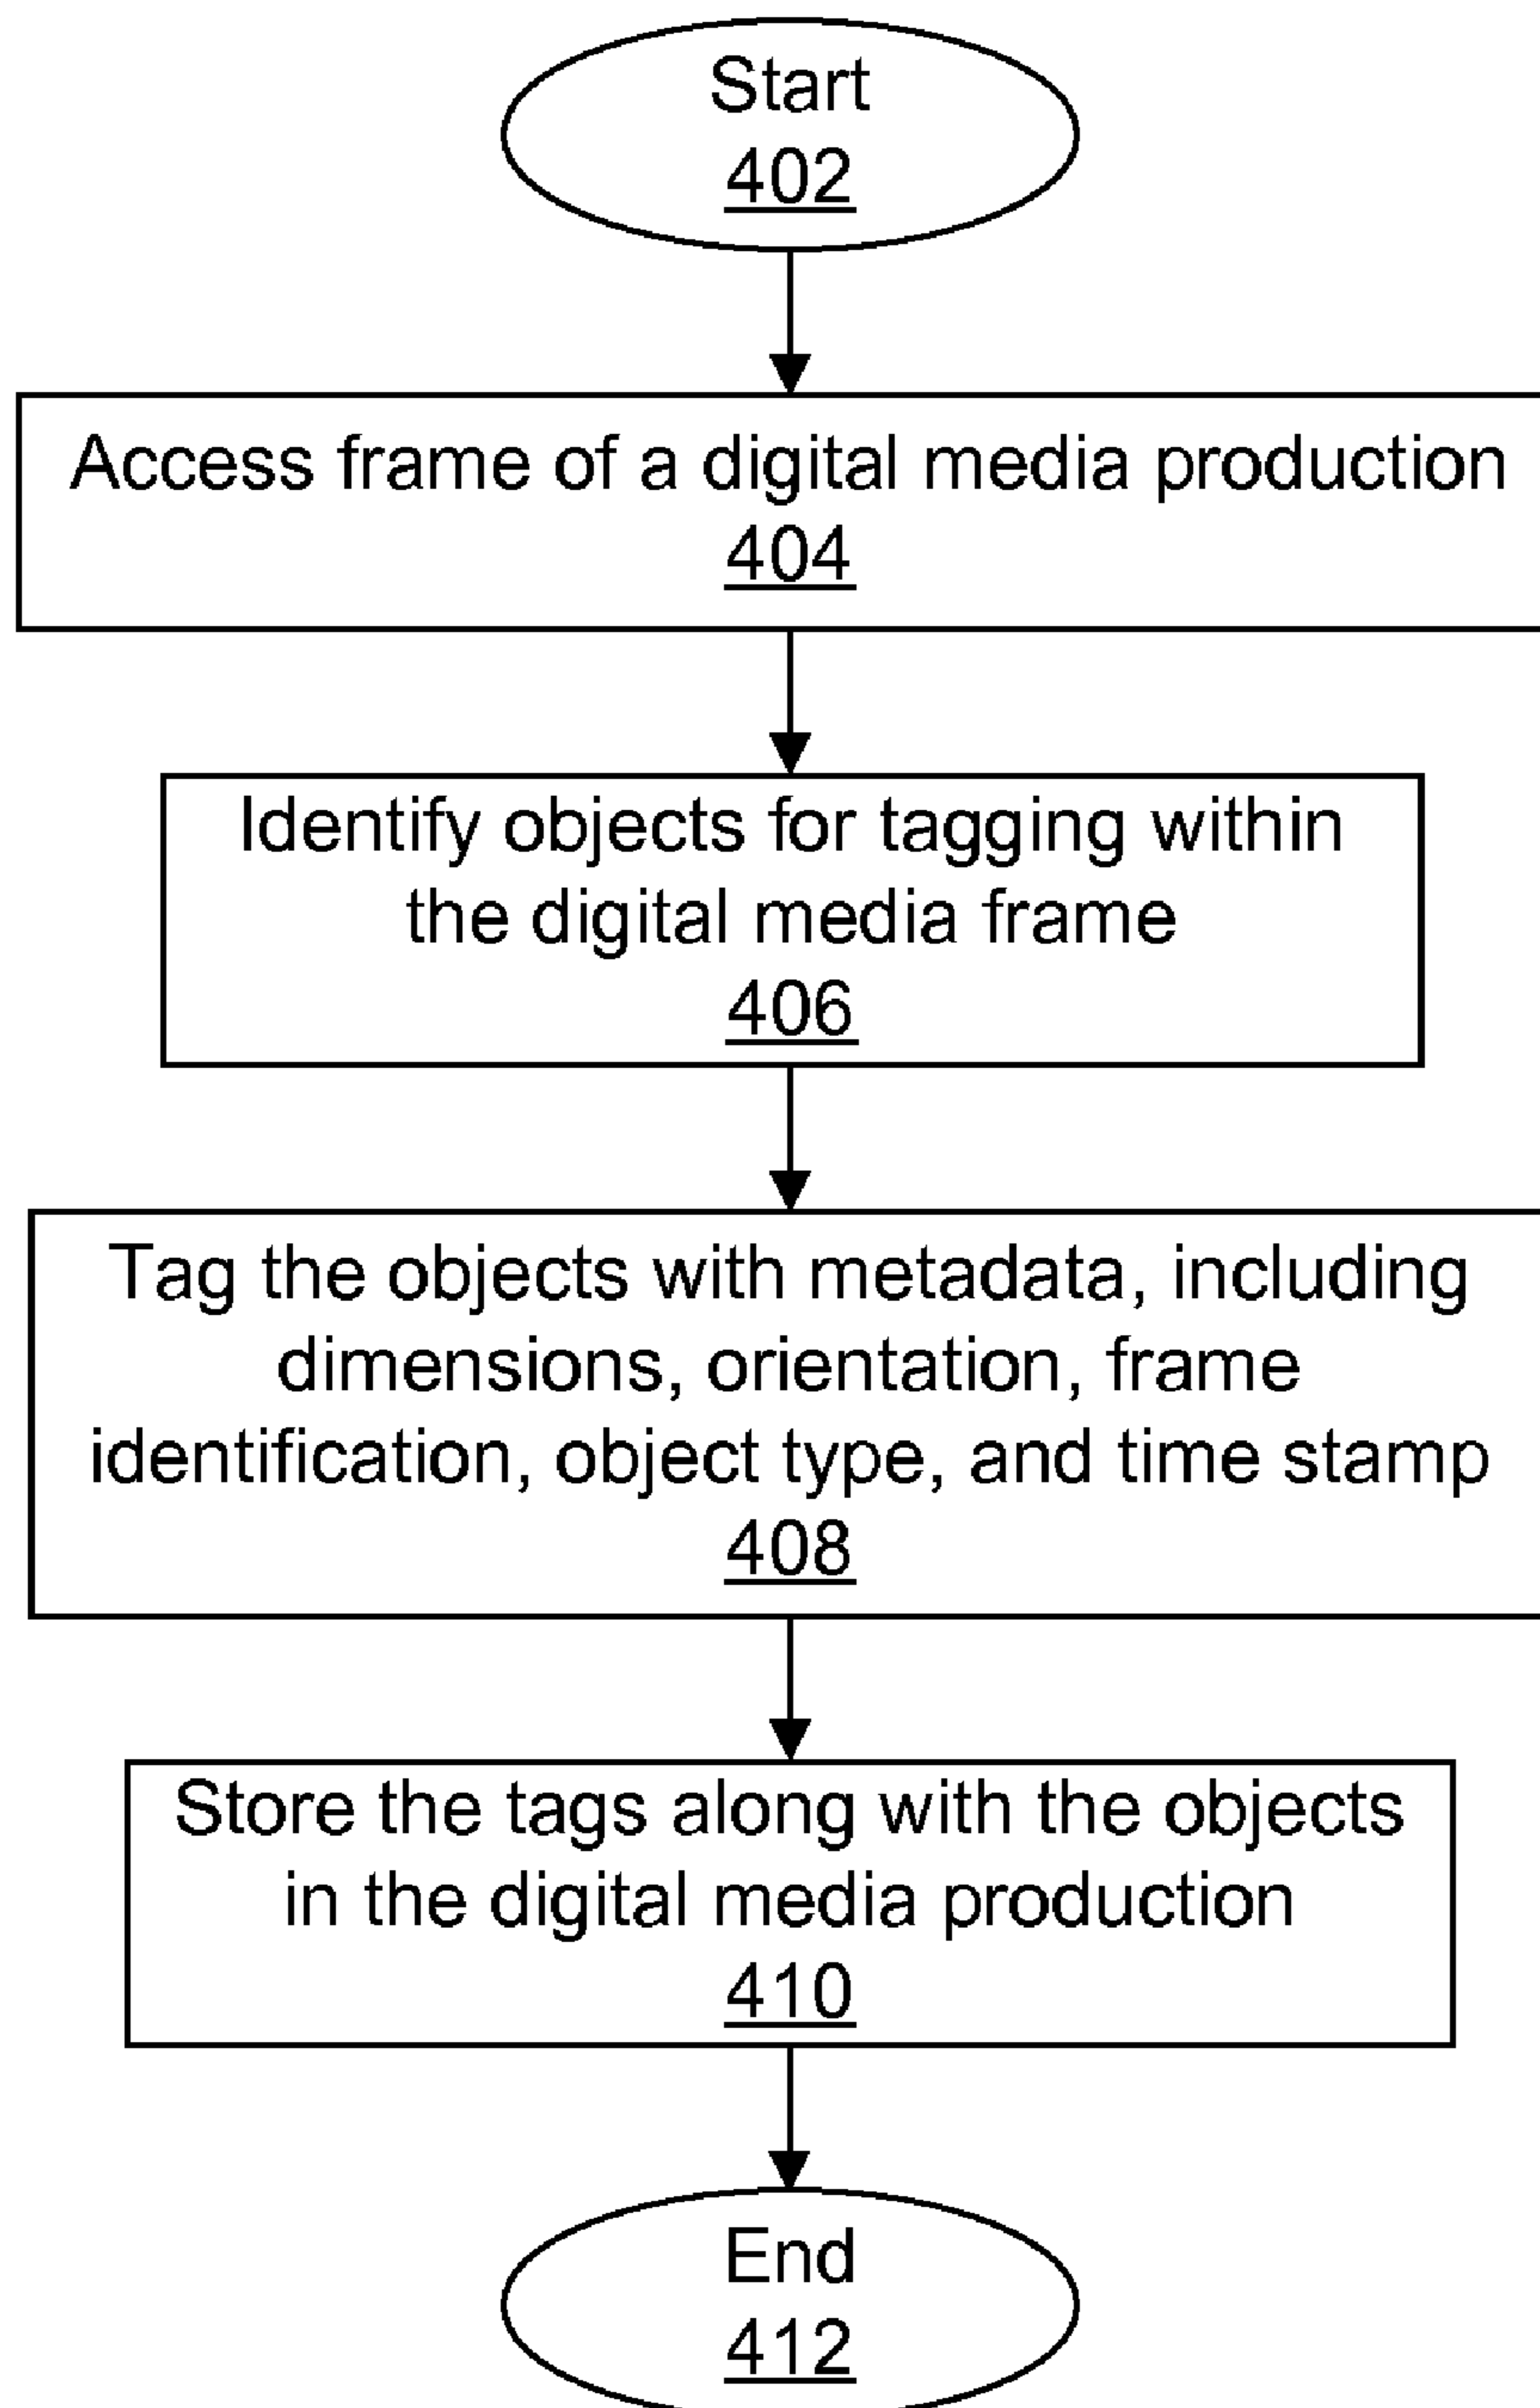 Start
402
Access frame of a digital media production
404
Identify objects for tagging within
the digital media frame
406
Tag the objects with metadata, including
dimensions, orientation, frame
identification, object type, and time stamp
408
Store the tags along with the objects
in the digital media production
410
End
412